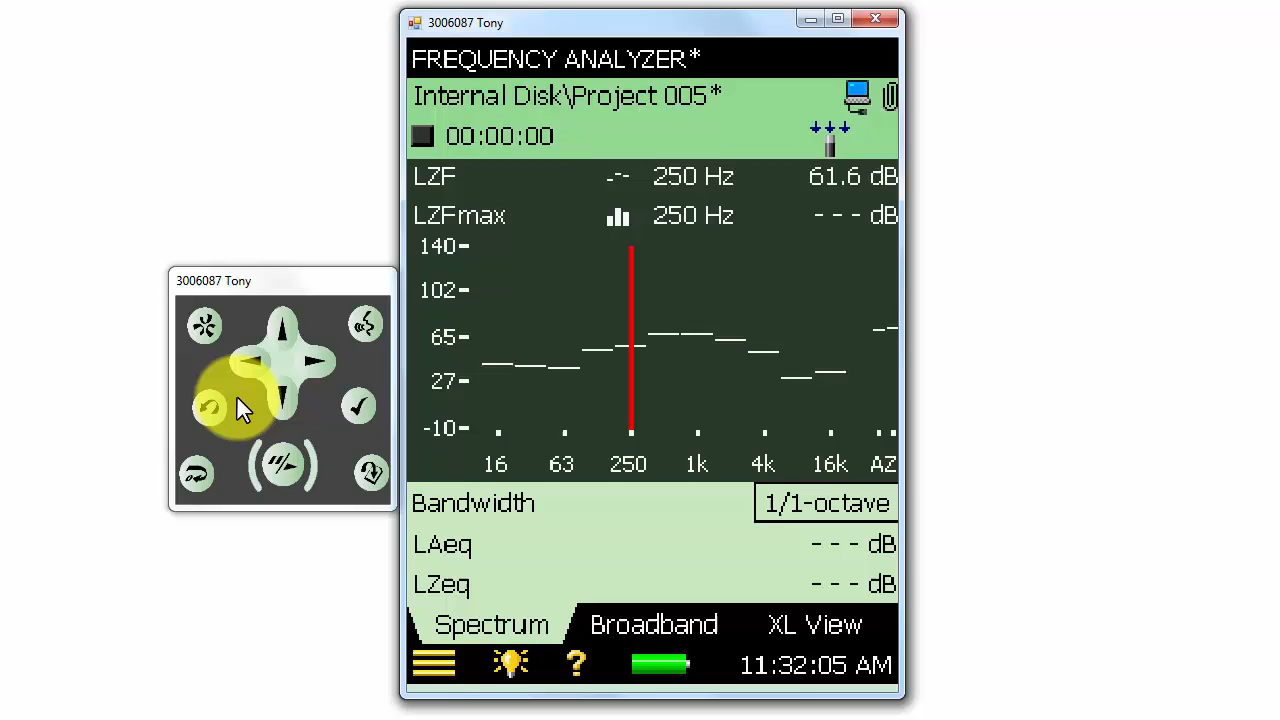 3006087 Tony
FREQUENCY ANALYZER*
Internal Disk\Project 005*
00:00:00
LZF 250 Hz 61.6 dB
LZFmax 250 Hz --- dB
140
102
65
27
-10
16 63 250 1k 4k 16k AZ
Bandwidth 1/1-octave
LAeq --- dB
LZeq --- dB
Spectrum Broadband XL View
? 11:32:05 AM
3006087 Tony